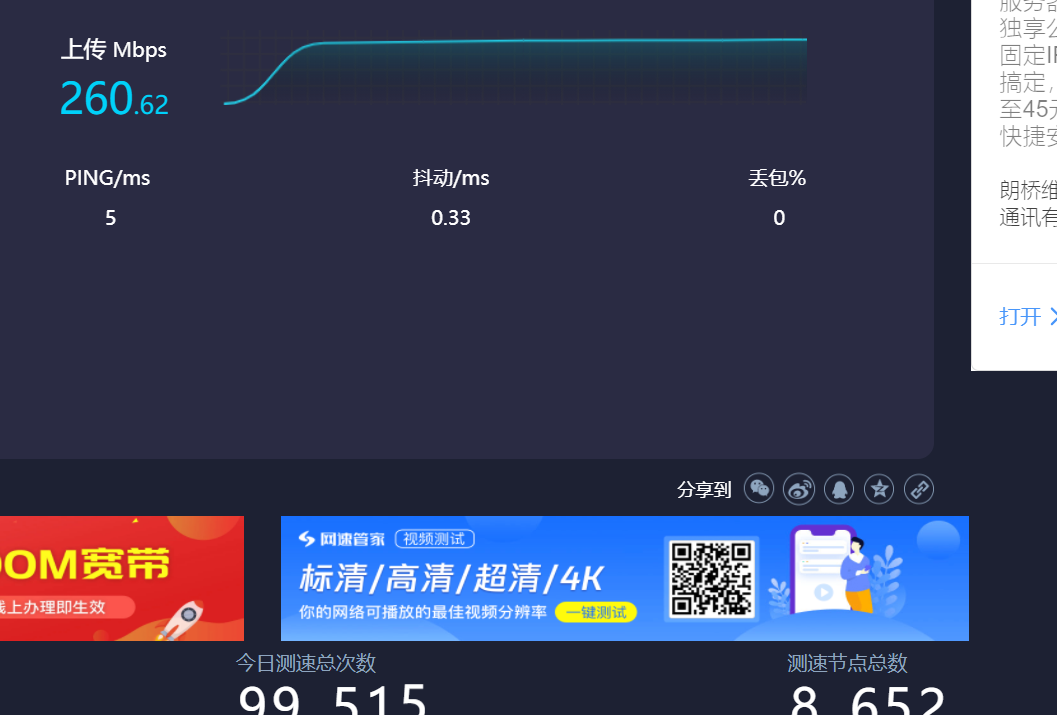 上传 Mbps
260.62
PING/ms
抖动/ms
丢包%
5
0.33
0
独享
固定IP
搞定，
至45元
快捷
朗桥维
通讯有
打开
分享到
OOM宽带
线上办理即生效
网速管家 视频测试
标清/高清/超清/4K
你的网络可播放的最佳视频分辨率 一键测试
今日测速总次数
测速节点总数
99,515
8,652